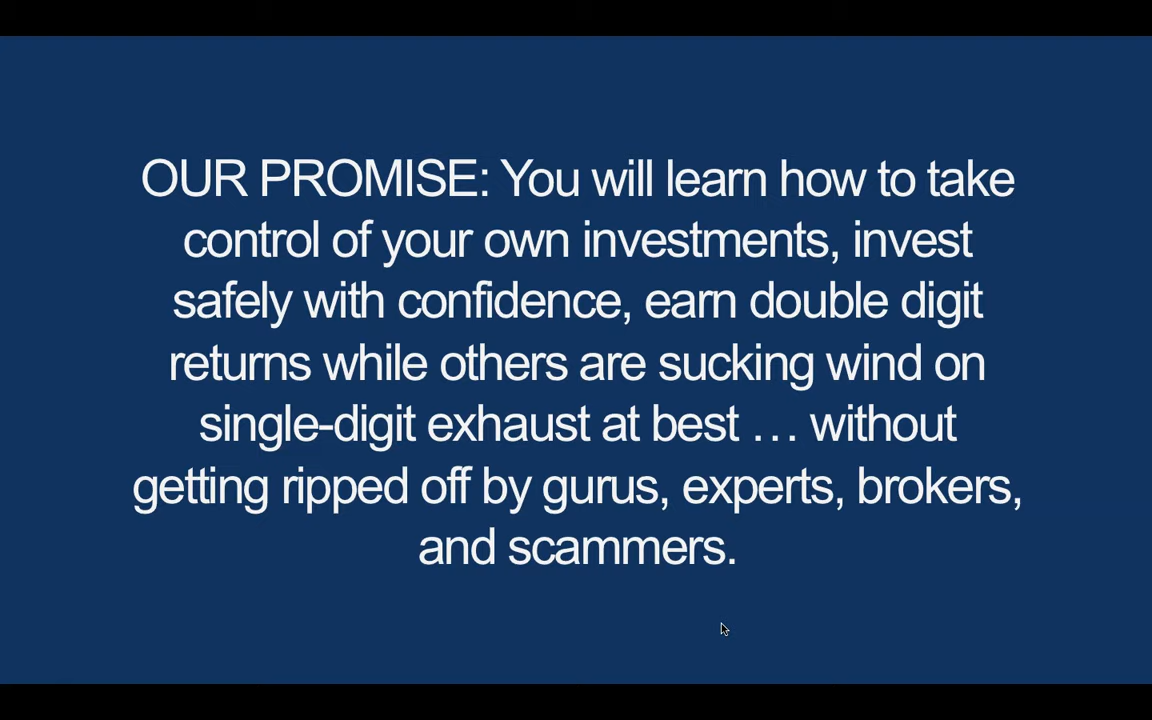 OUR PROMISE: You will learn how to take
control of your own investments, invest
safely with confidence, earn double digit
returns while others are sucking wind on
single-digit exhaust at best … without
getting ripped off by gurus, experts, brokers,
and scammers.